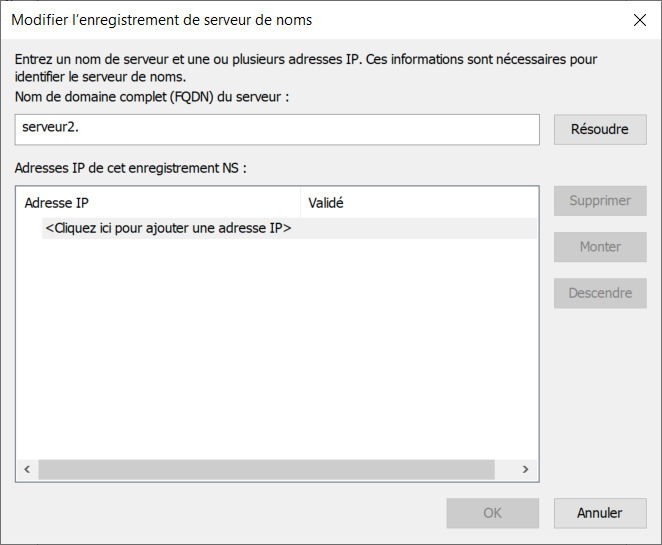 Modifier l'enregistrement de serveur de noms
Entrez un nom de serveur et une ou plusieurs adresses IP. Ces informations sont nécessaires pour
identifier le serveur de noms.
Nom de domaine complet (FQDN) du serveur :
serveur2.
Résoudre
Adresses IP de cet enregistrement NS :
Adresse IP Validé
<Cliquez ici pour ajouter une adresse IP>
Supprimer
Monter
Descendre
OK Annuler